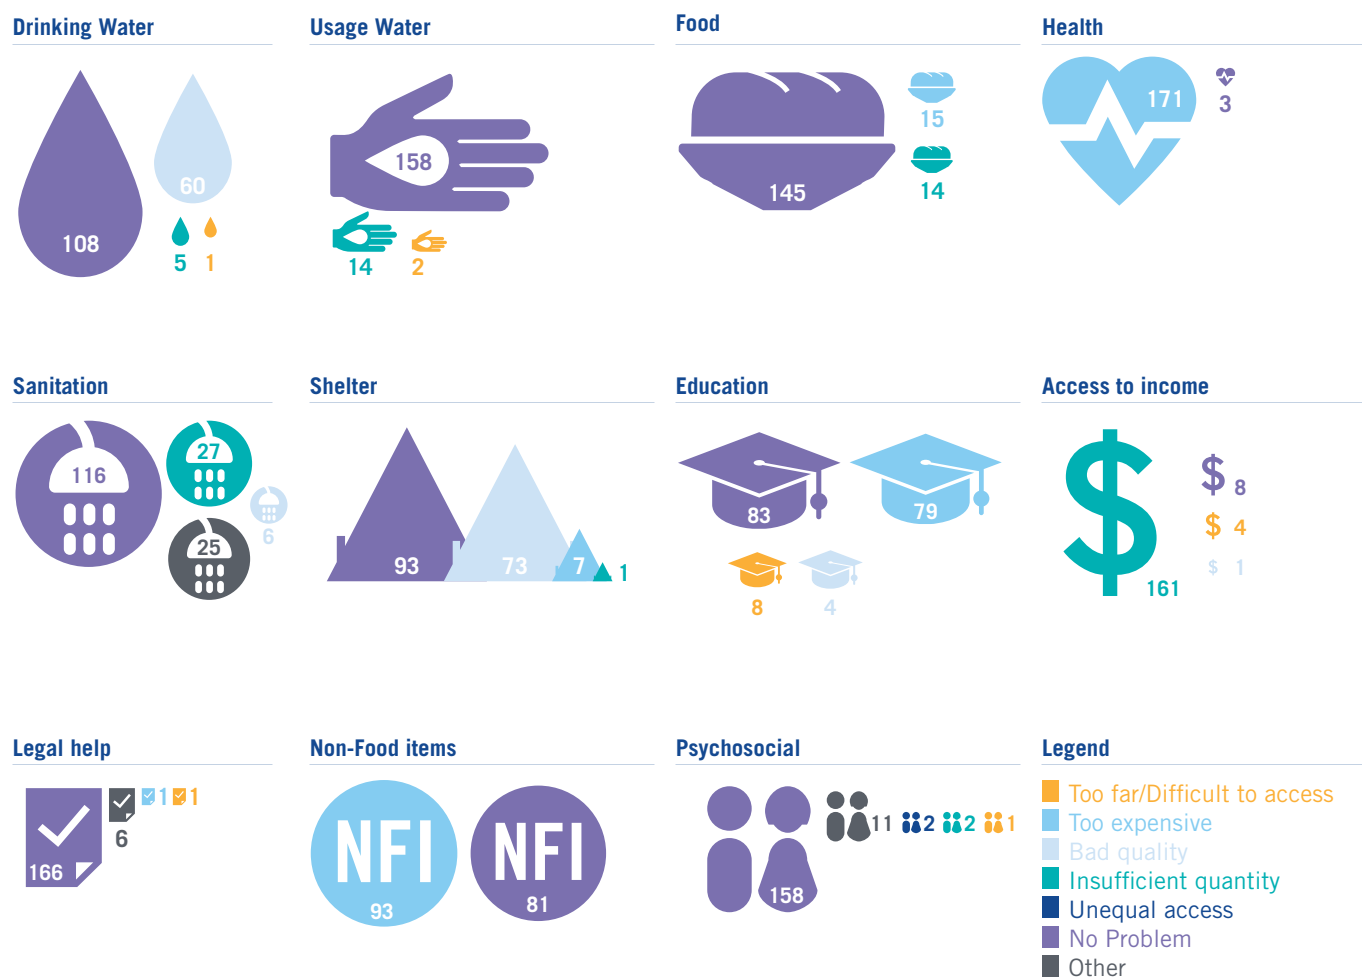 Drinking Water
108
60
5
1
Usage Water
158
14
2
Food
145
15
14
Health
171
3
Sanitation
116
27
25
6
Shelter
93
73
7
1
Education
83
79
8
4
Access to income
161
8
4
1
Legal help
166
6
1
1
Non-Food items
NFI
93
NFI
81
Psychosocial
158
11
2
2
1
Legend
Too far/Difficult to access
Too expensive
Bad quality
Insufficient quantity
Unequal access
No Problem
Other